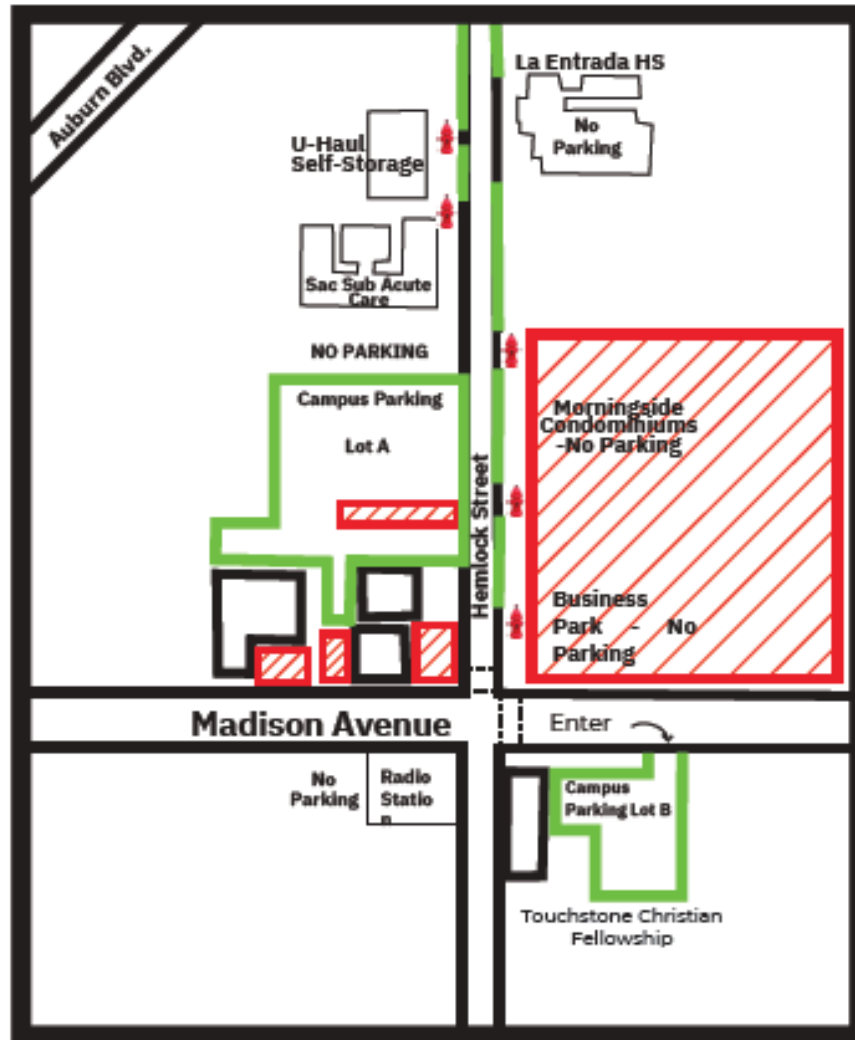 Auburn Blvd.
La Entrada HS
No
Parking
U-Haul
Self-Storage
Sac Sub Acute
Care
NO PARKING
Campus Parking
Lot A
Hemlock Street
Morningside
Condominiums
-No Parking
Business
Park - No
Parking
Madison Avenue
Enter
No
Parking
Radio
Statio
n
Campus
Parking Lot B
Touchstone Christian
Fellowship